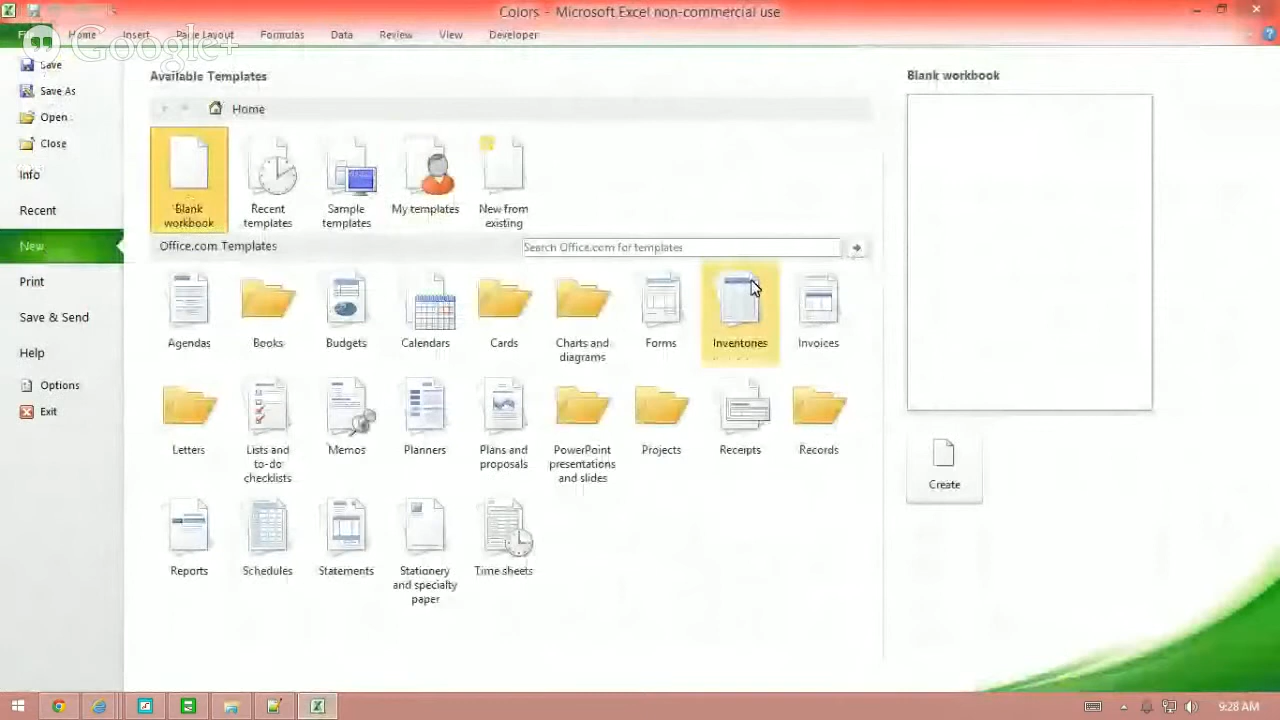 Colors - Microsoft Excel non-commercial use
File Home Insert Page Layout Formulas Data Review View Developer
Google+
Save
Save As
Open
Close
Info
Recent
New
Print
Save & Send
Help
Options
Exit
Available Templates
Home
Blank workbook
Recent templates
Sample templates
My templates
New from existing
Office.com Templates
Search Office.com for templates
Agendas
Books
Budgets
Calendars
Cards
Charts and diagrams
Forms
Inventories
Invoices
Letters
Lists and to-do checklists
Memos
Planners
Plans and proposals
PowerPoint presentations and slides
Projects
Receipts
Records
Reports
Schedules
Statements
Stationery and specialty paper
Time sheets
Blank workbook
Create
9:28 AM